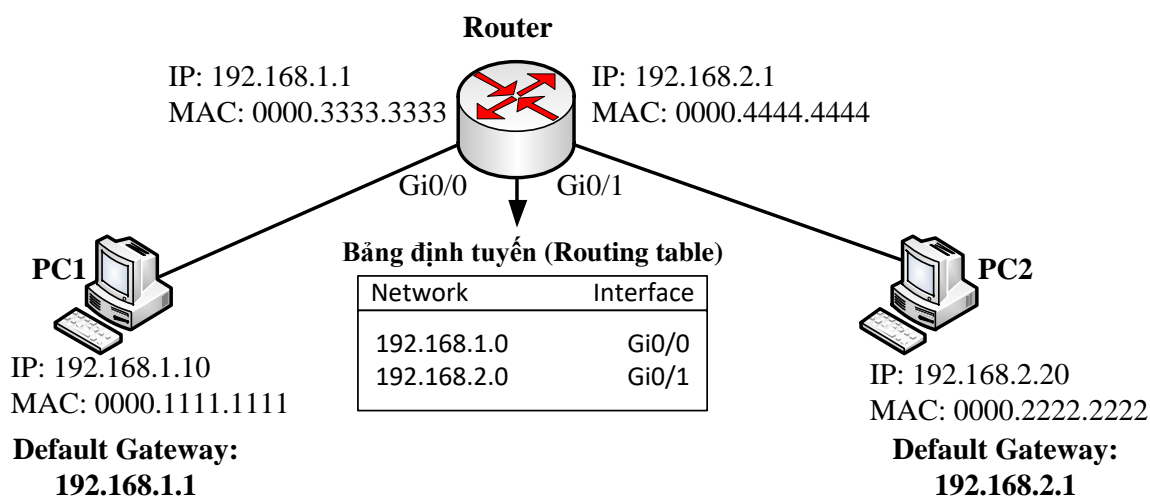 Router
IP: 192.168.1.1
MAC: 0000.3333.3333
IP: 192.168.2.1
MAC: 0000.4444.4444
Gi0/0
Gi0/1
Bảng định tuyến (Routing table)
Network Interface
192.168.1.0 Gi0/0
192.168.2.0 Gi0/1
PC1
IP: 192.168.1.10
MAC: 0000.1111.1111
Default Gateway:
192.168.1.1
PC2
IP: 192.168.2.20
MAC: 0000.2222.2222
Default Gateway:
192.168.2.1